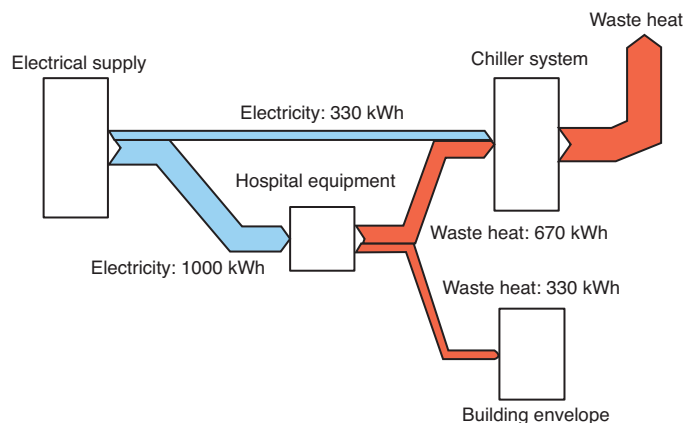 Waste heat
Electrical supply
Chiller system
Electricity: 330 kWh
Hospital equipment
Waste heat: 670 kWh
Electricity: 1000 kWh
Waste heat: 330 kWh
Building envelope